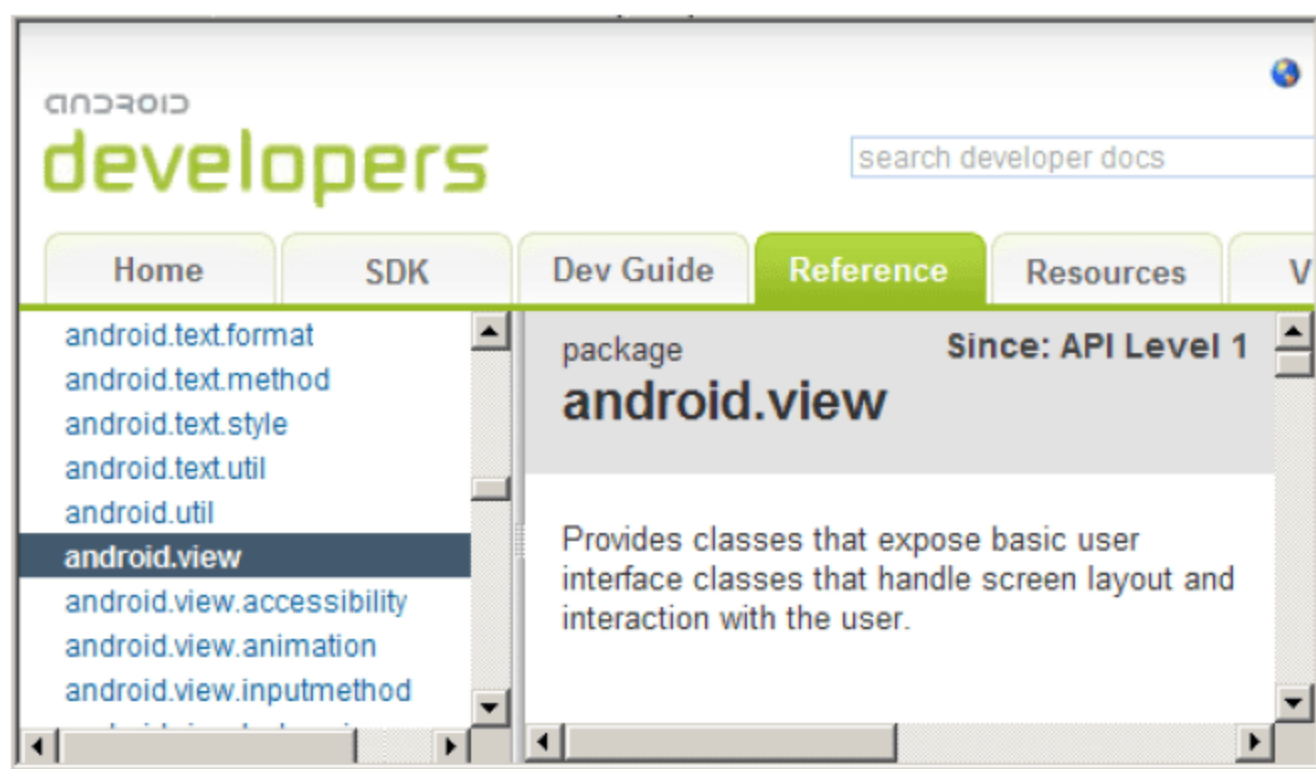 android
developers
search developer docs
Home SDK Dev Guide Reference Resources V
android.text.format
android.text.method
android.text.style
android.text.util
android.util
android.view
android.view.accessibility
android.view.animation
android.view.inputmethod
package Since: API Level 1
android.view
Provides classes that expose basic user
interface classes that handle screen layout and
interaction with the user.